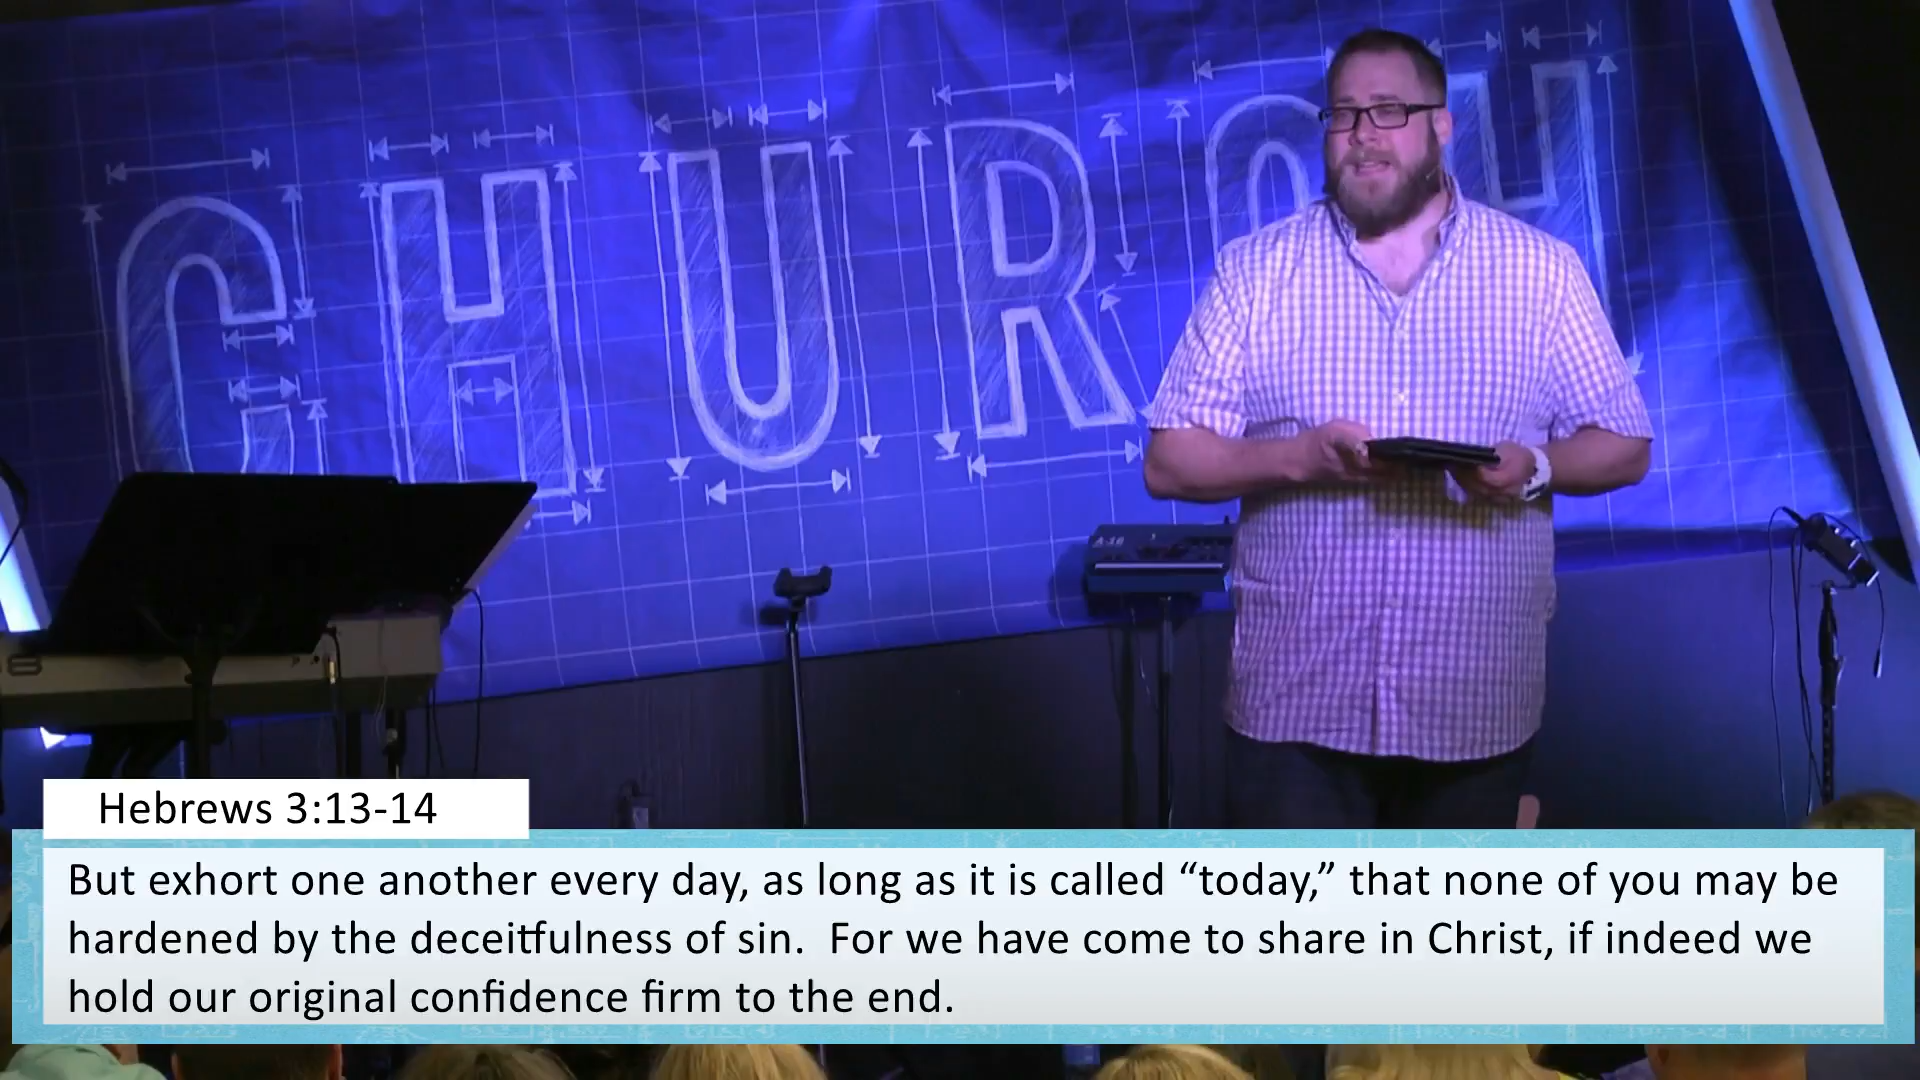 CHURCH
A-18
8
Hebrews 3:13-14
But exhort one another every day, as long as it is called “today,” that none of you may be
hardened by the deceitfulness of sin.  For we have come to share in Christ, if indeed we
hold our original confidence firm to the end.